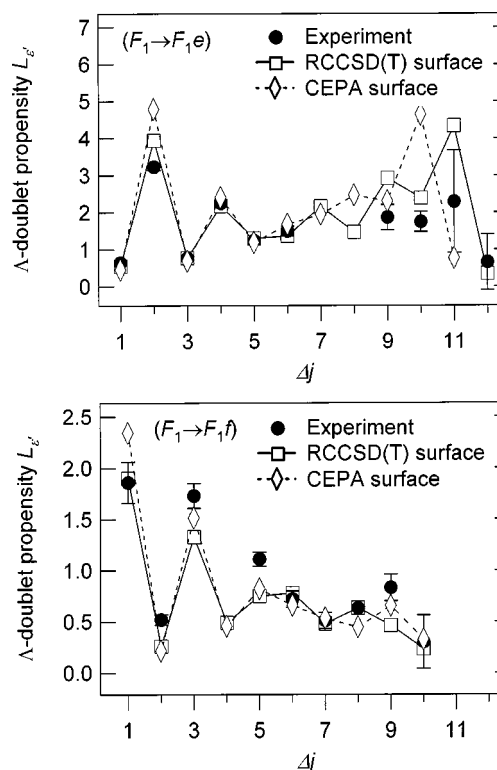 (F₁→F₁e)
Experiment
RCCSD(T) surface
CEPA surface
Λ-doublet propensity L_ε'
7
6
5
4
3
2
1
0
1 3 5 7 9 11
Δj
(F₁→F₁f)
Experiment
RCCSD(T) surface
CEPA surface
Λ-doublet propensity L_ε'
2.5
2.0
1.5
1.0
0.5
0.0
1 3 5 7 9 11
Δj